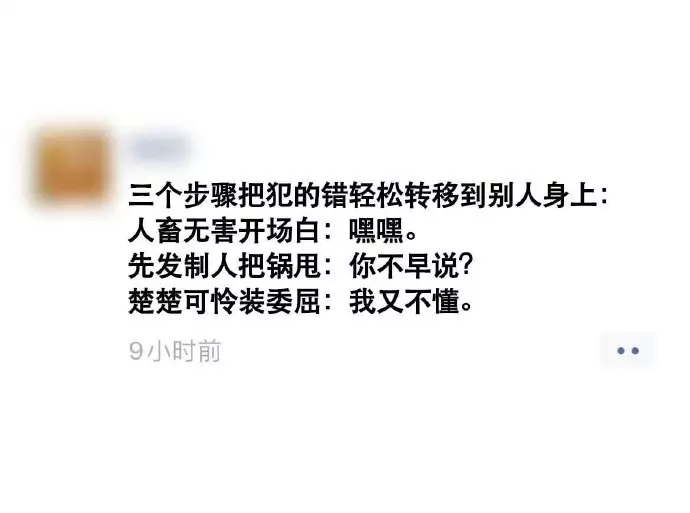 三个步骤把犯的错轻松转移到别人身上：
人畜无害开场白：嘿嘿。
先发制人把锅甩：你不早说？
楚楚可怜装委屈：我又不懂。
9小时前